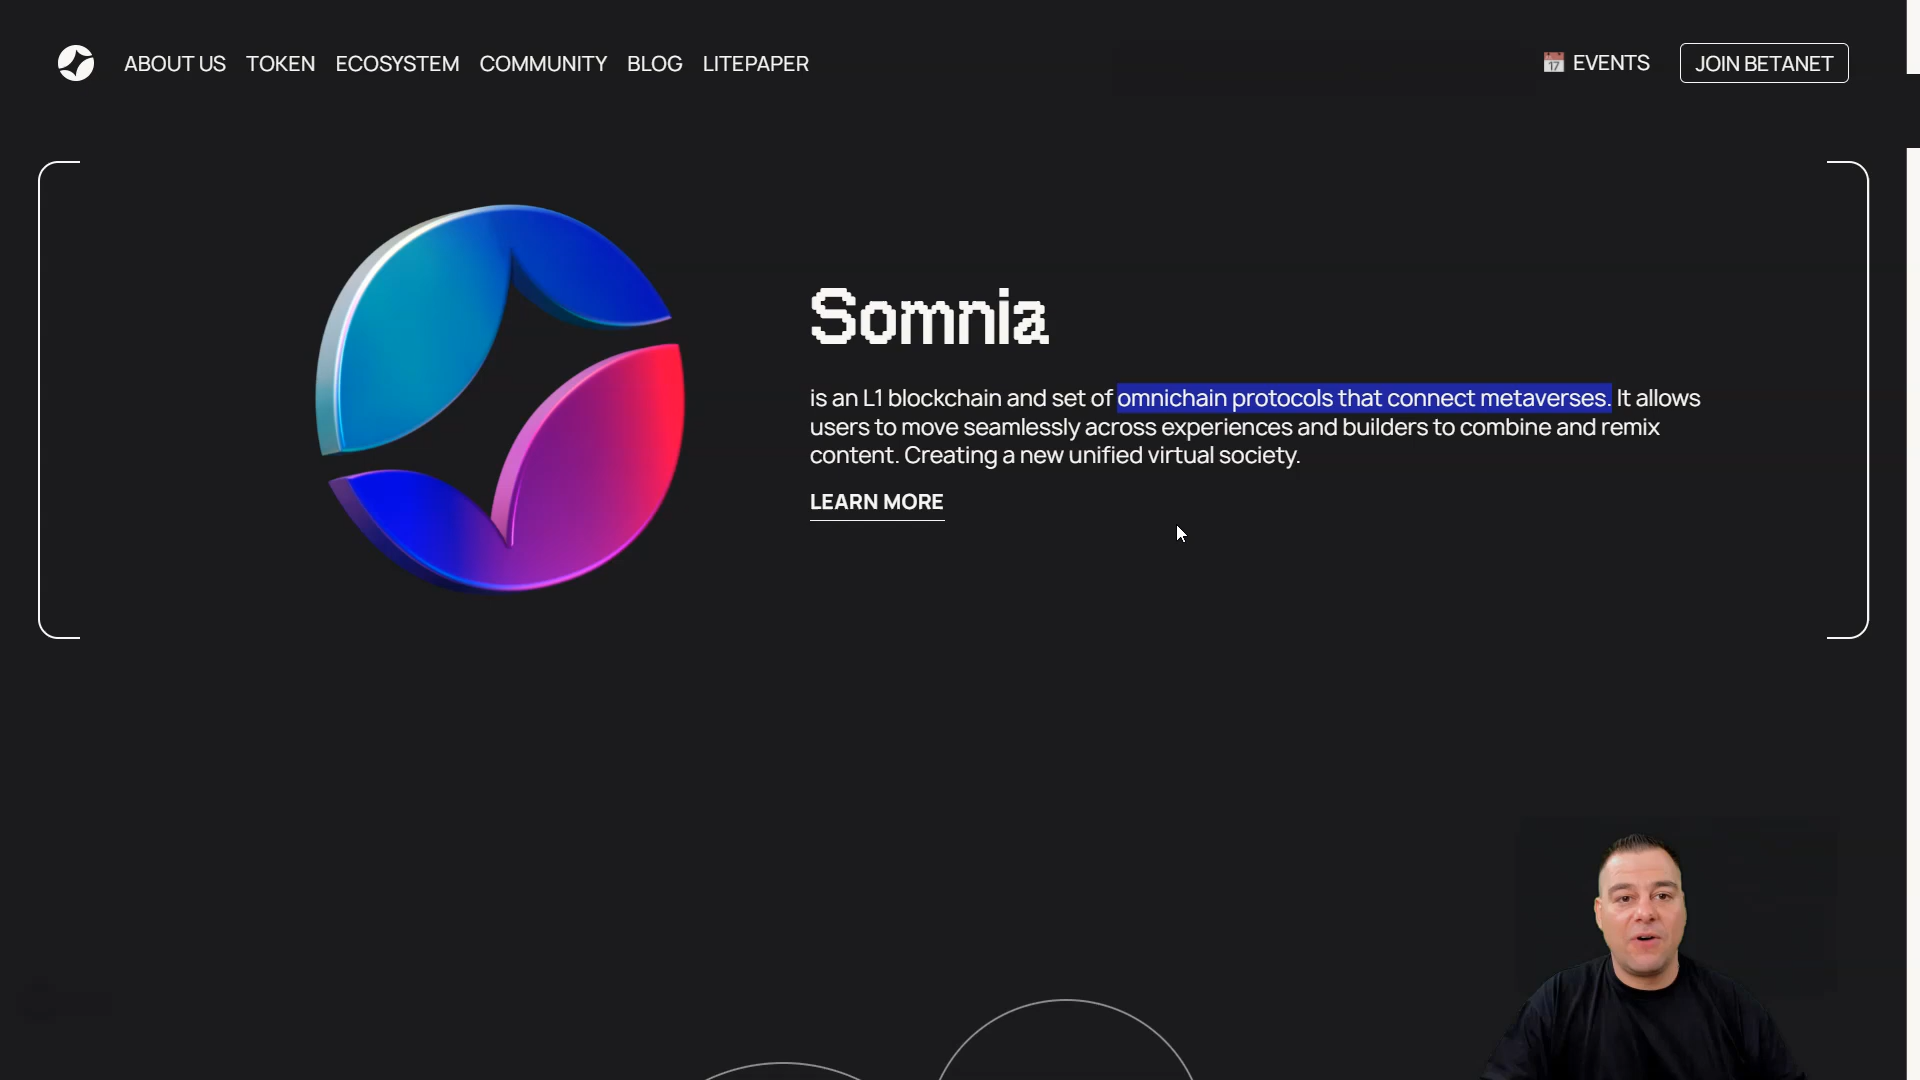 ABOUT US TOKEN ECOSYSTEM COMMUNITY BLOG LITEPAPER
17 EVENTS JOIN BETANET
Somnia
is an L1 blockchain and set of omnichain protocols that connect metaverses. It allows
users to move seamlessly across experiences and builders to combine and remix
content. Creating a new unified virtual society.
LEARN MORE